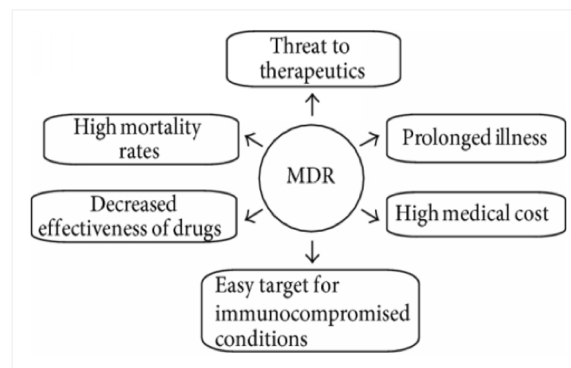 Threat to
therapeutics
High mortality
rates
Prolonged illness
MDR
Decreased
effectiveness of drugs
High medical cost
Easy target for
immunocompromised
conditions